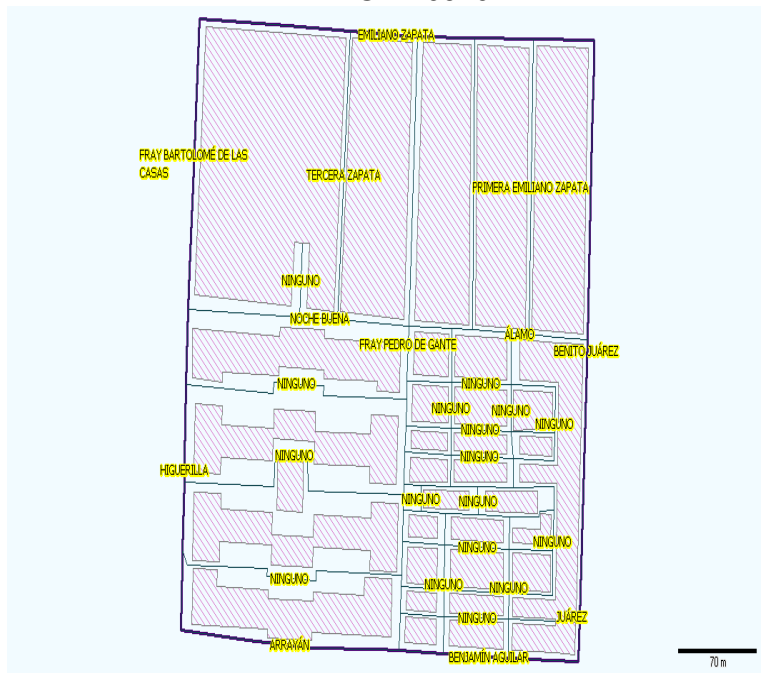 EMILIANO ZAPATA
FRAY BARTOLOMÉ DE LAS
CASAS
TERCERA ZAPATA
PRIMERA EMILIANO ZAPATA
NINGUNO
NOCHE BUENA
ÁLAMO
FRAY PEDRO DE GANTE
BENITO JUÁREZ
NINGUNO
NINGUNO
NINGUNO
NINGUNO
NINGUNO
NINGUNO
NINGUNO
NINGUNO
HIGUERILLA
NINGUNO
NINGUNO
NINGUNO
NINGUNO
NINGUNO
NINGUNO
NINGUNO
NINGUNO
JUÁREZ
ARRAYÁN
BENJAMÍN AGUILAR
70 m